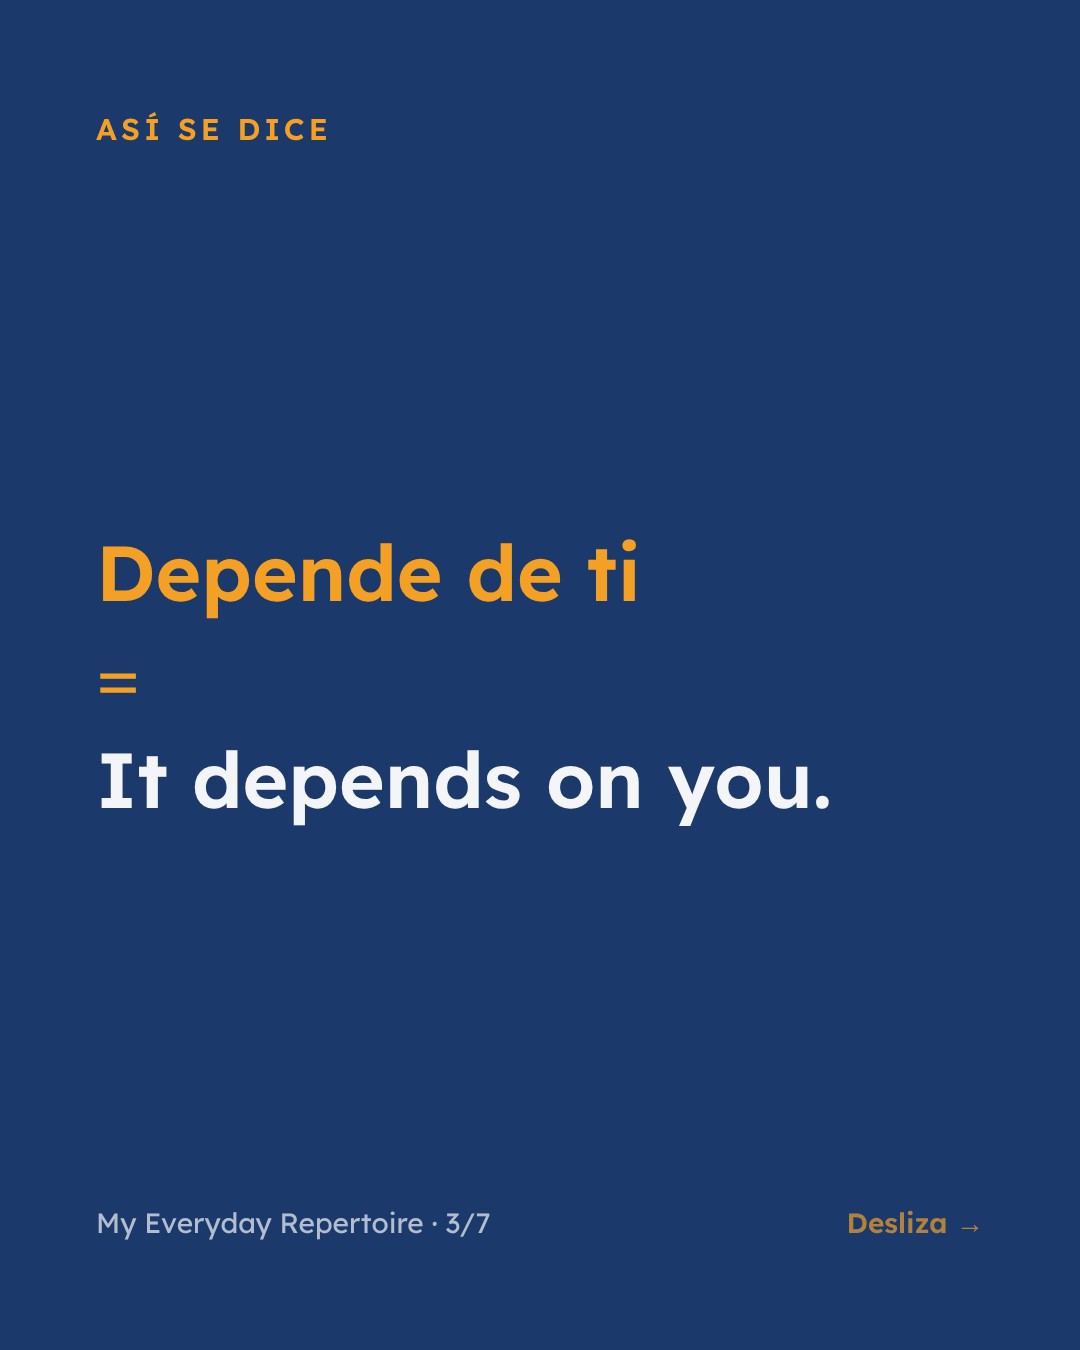 ASÍ SE DICE
Depende de ti
=
It depends on you.
My Everyday Repertoire · 3/7
Desliza →